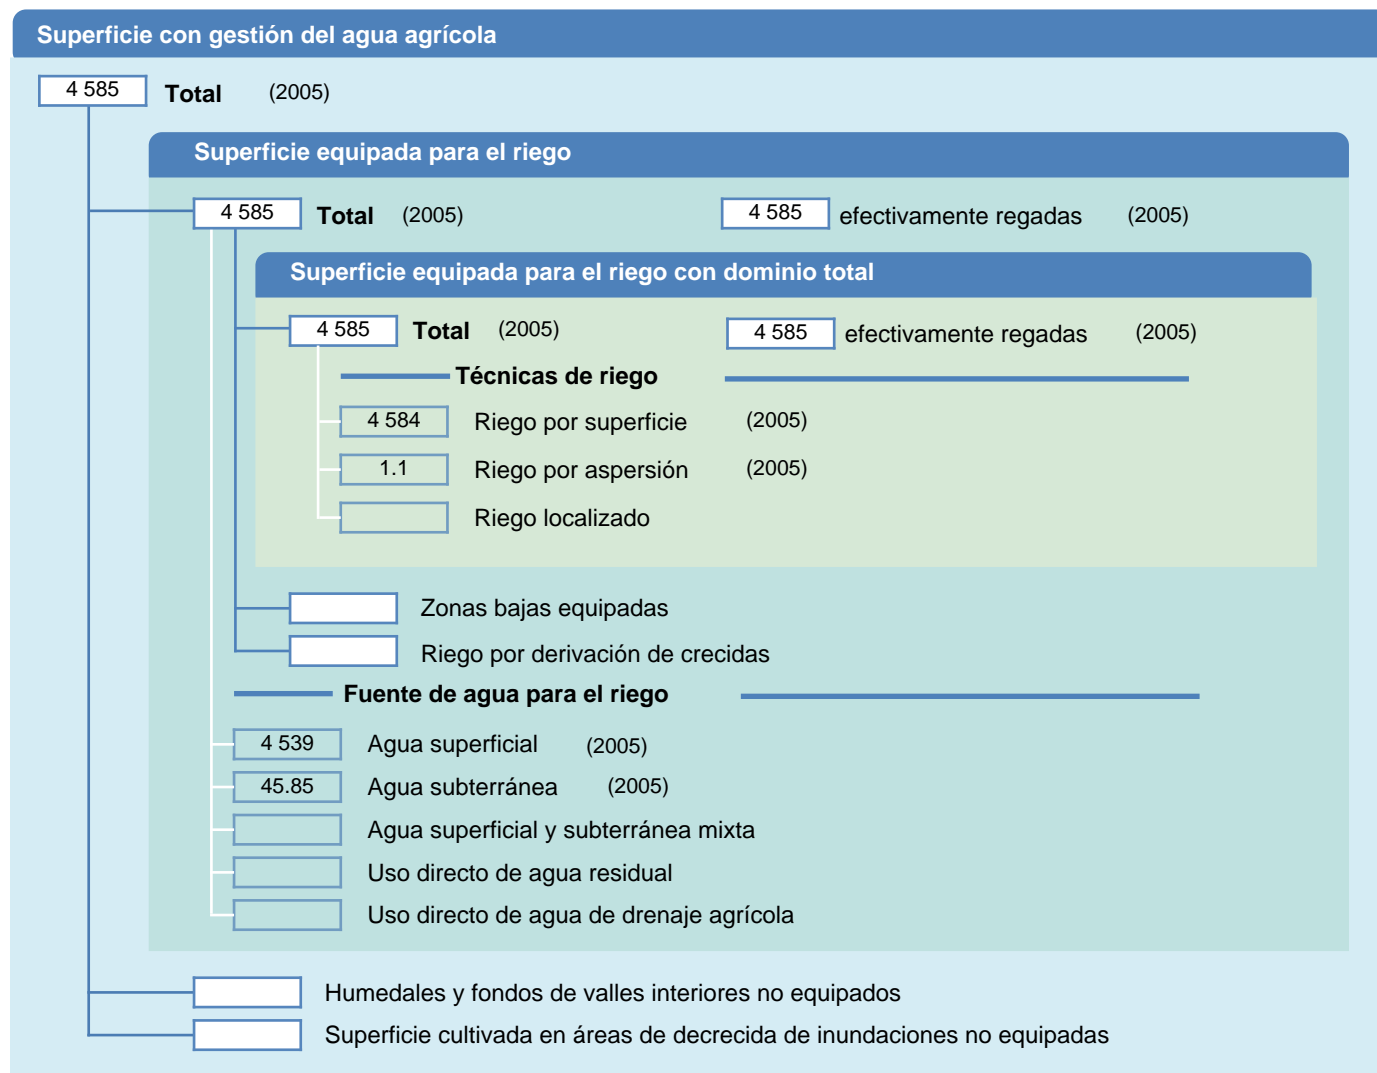 Superficie con gestión del agua agrícola
4 585 Total (2005)
Superficie equipada para el riego
4 585 Total (2005) 4 585 efectivamente regadas (2005)
Superficie equipada para el riego con dominio total
4 585 Total (2005) 4 585 efectivamente regadas (2005)
Técnicas de riego
4 584 Riego por superficie (2005)
1.1 Riego por aspersión (2005)
Riego localizado
Zonas bajas equipadas
Riego por derivación de crecidas
Fuente de agua para el riego
4 539 Agua superficial (2005)
45.85 Agua subterránea (2005)
Agua superficial y subterránea mixta
Uso directo de agua residual
Uso directo de agua de drenaje agrícola
Humedales y fondos de valles interiores no equipados
Superficie cultivada en áreas de decrecida de inundaciones no equipadas